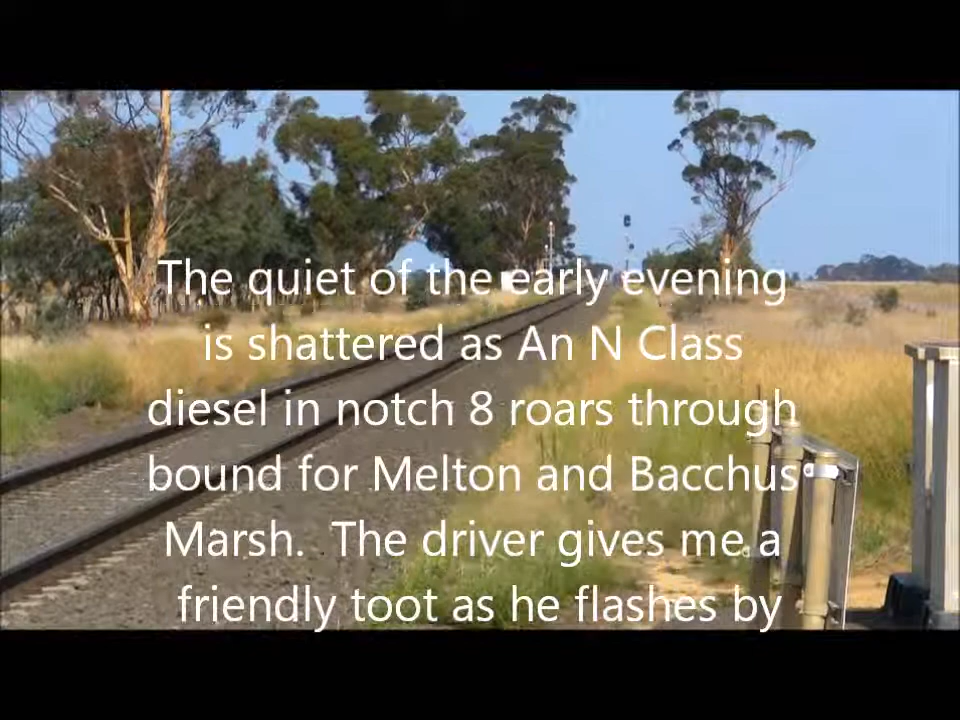 The quiet of the early evening
is shattered as An N Class
diesel in notch 8 roars through
bound for Melton and Bacchus
Marsh.  The driver gives me a
friendly toot as he flashes by